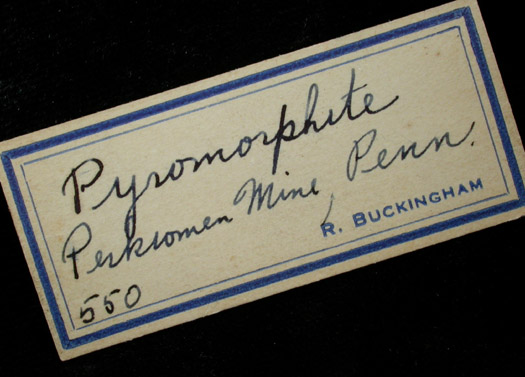 Pyromorphite
Perkiomen Mine, Penn.
R. BUCKINGHAM
550